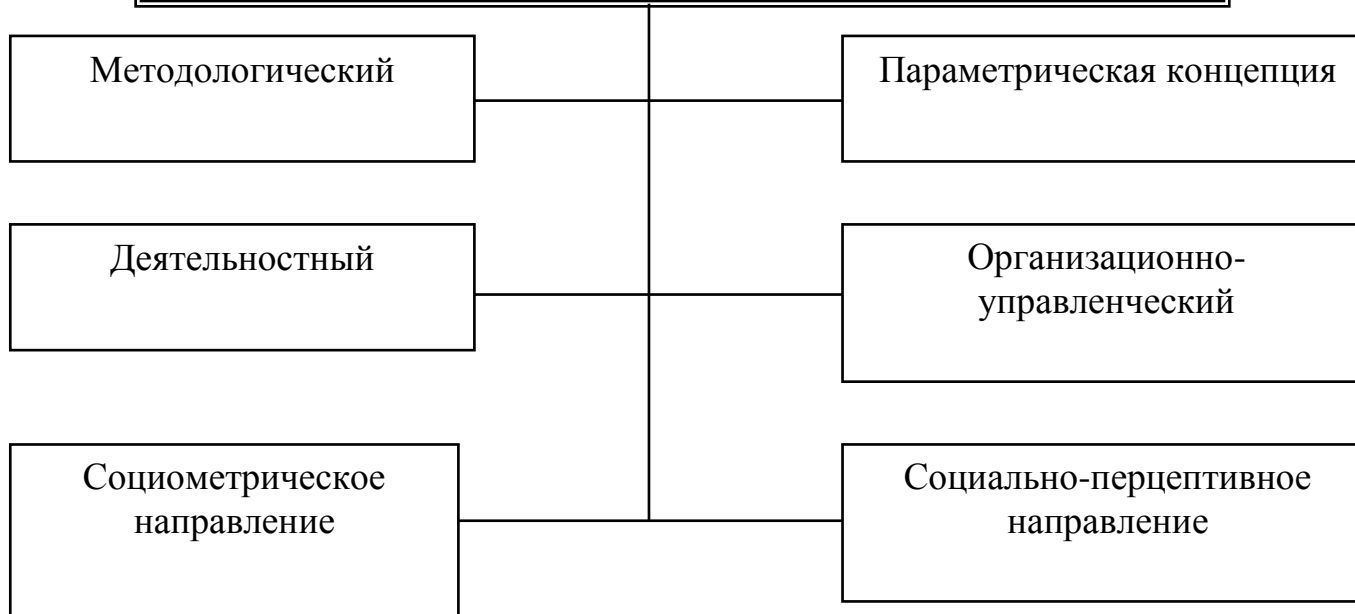 Методологический
Параметрическая концепция
Деятельностный
Организационно-
управленческий
Социометрическое
направление
Социально-перцептивное
направление